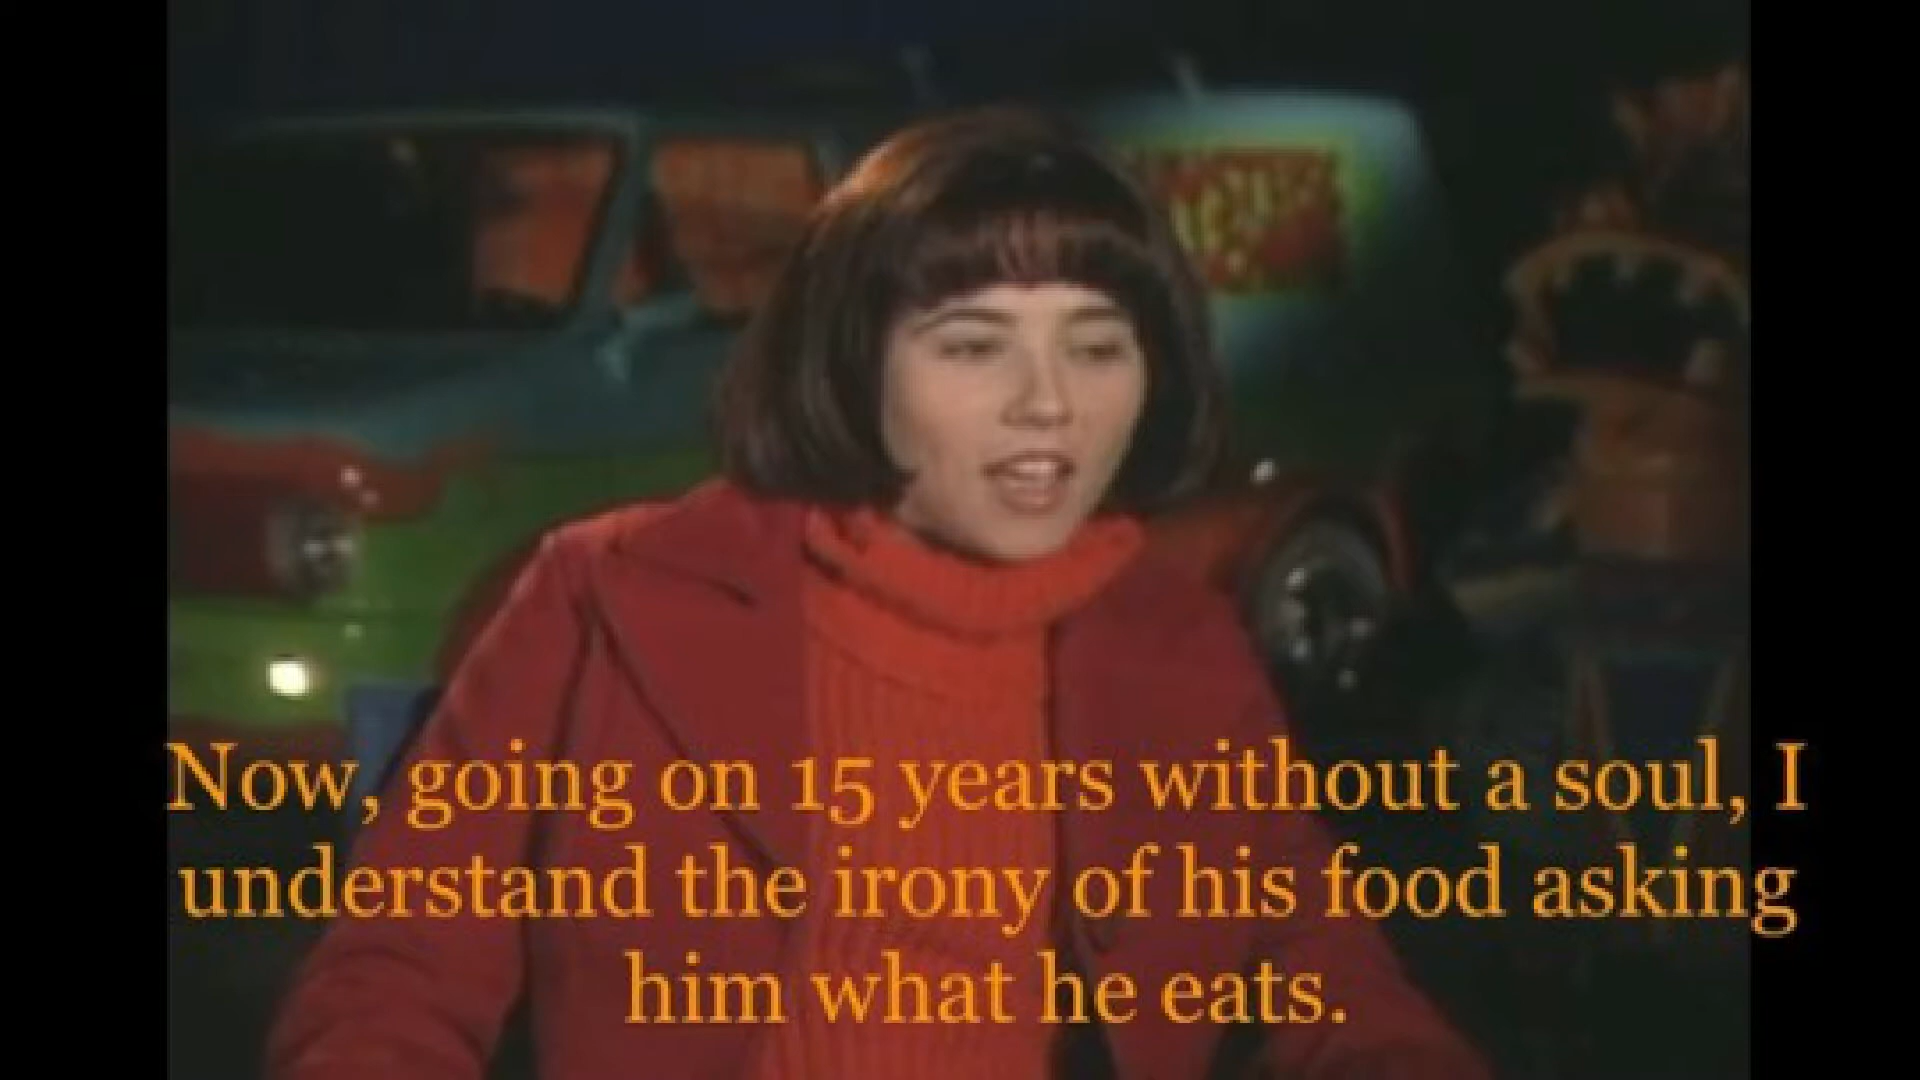 Now, going on 15 years without a soul, I
understand the irony of his food asking
him what he eats.